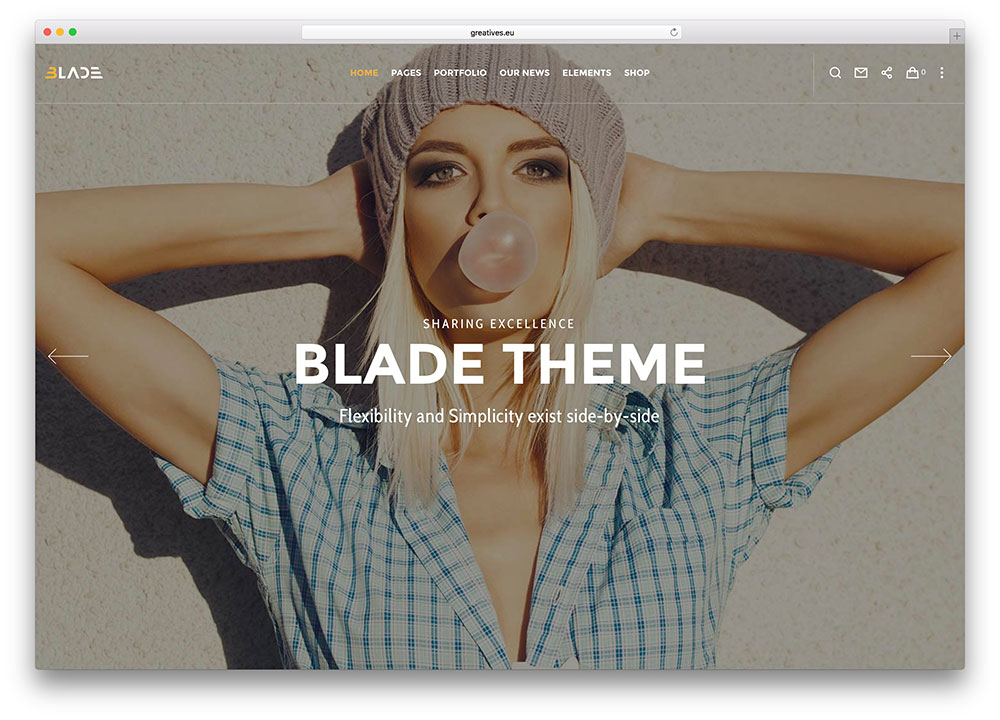 greatives.eu
BLADE
HOME PAGES PORTFOLIO OUR NEWS ELEMENTS SHOP
0
SHARING EXCELLENCE
BLADE THEME
Flexibility and Simplicity exist side-by-side